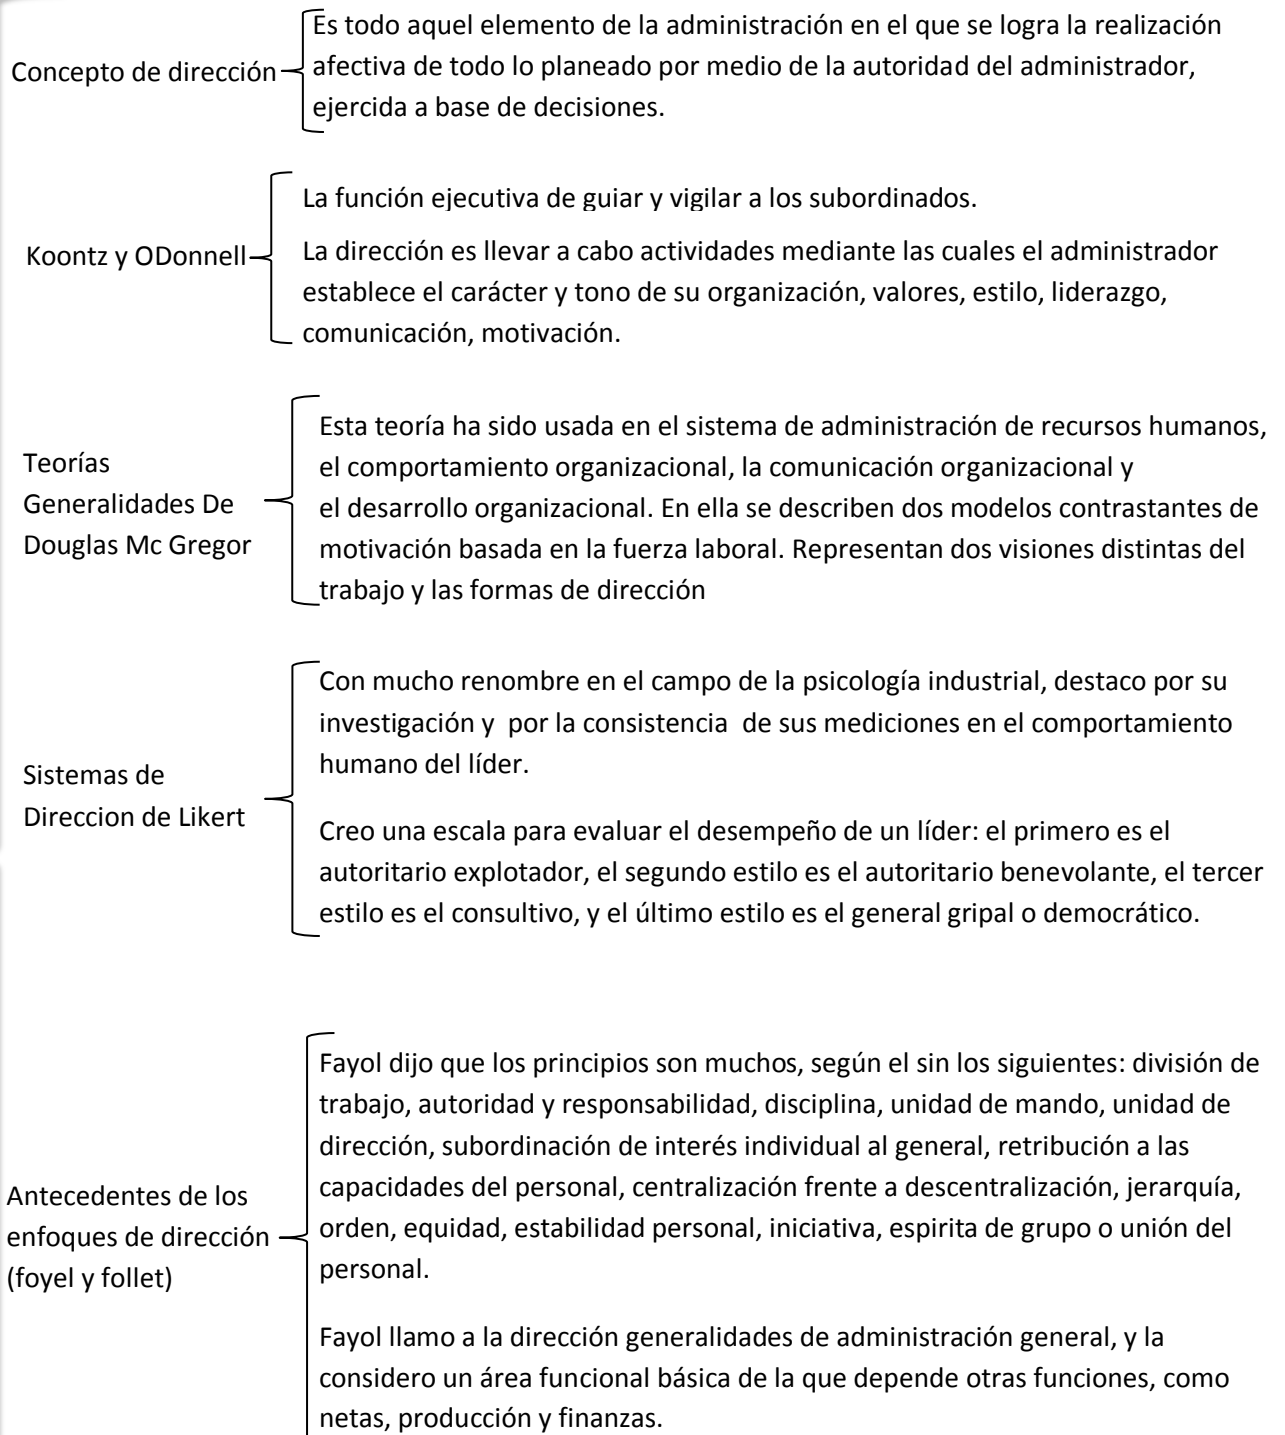 Concepto de dirección
Es todo aquel elemento de la administración en el que se logra la realización
afectiva de todo lo planeado por medio de la autoridad del administrador,
ejercida a base de decisiones.
Koontz y ODonnell
La función ejecutiva de guiar y vigilar a los subordinados.
La dirección es llevar a cabo actividades mediante las cuales el administrador
establece el carácter y tono de su organización, valores, estilo, liderazgo,
comunicación, motivación.
Teorías
Generalidades De
Douglas Mc Gregor
Esta teoría ha sido usada en el sistema de administración de recursos humanos,
el comportamiento organizacional, la comunicación organizacional y
el desarrollo organizacional. En ella se describen dos modelos contrastantes de
motivación basada en la fuerza laboral. Representan dos visiones distintas del
trabajo y las formas de dirección
Sistemas de
Direccion de Likert
Con mucho renombre en el campo de la psicología industrial, destaco por su
investigación y  por la consistencia  de sus mediciones en el comportamiento
humano del líder.
Creo una escala para evaluar el desempeño de un líder: el primero es el
autoritario explotador, el segundo estilo es el autoritario benevolante, el tercer
estilo es el consultivo, y el último estilo es el general gripal o democrático.
Antecedentes de los
enfoques de dirección
(foyel y follet)
Fayol dijo que los principios son muchos, según el sin los siguientes: división de
trabajo, autoridad y responsabilidad, disciplina, unidad de mando, unidad de
dirección, subordinación de interés individual al general, retribución a las
capacidades del personal, centralización frente a descentralización, jerarquía,
orden, equidad, estabilidad personal, iniciativa, espirita de grupo o unión del
personal.
Fayol llamo a la dirección generalidades de administración general, y la
considero un área funcional básica de la que depende otras funciones, como
netas, producción y finanzas.